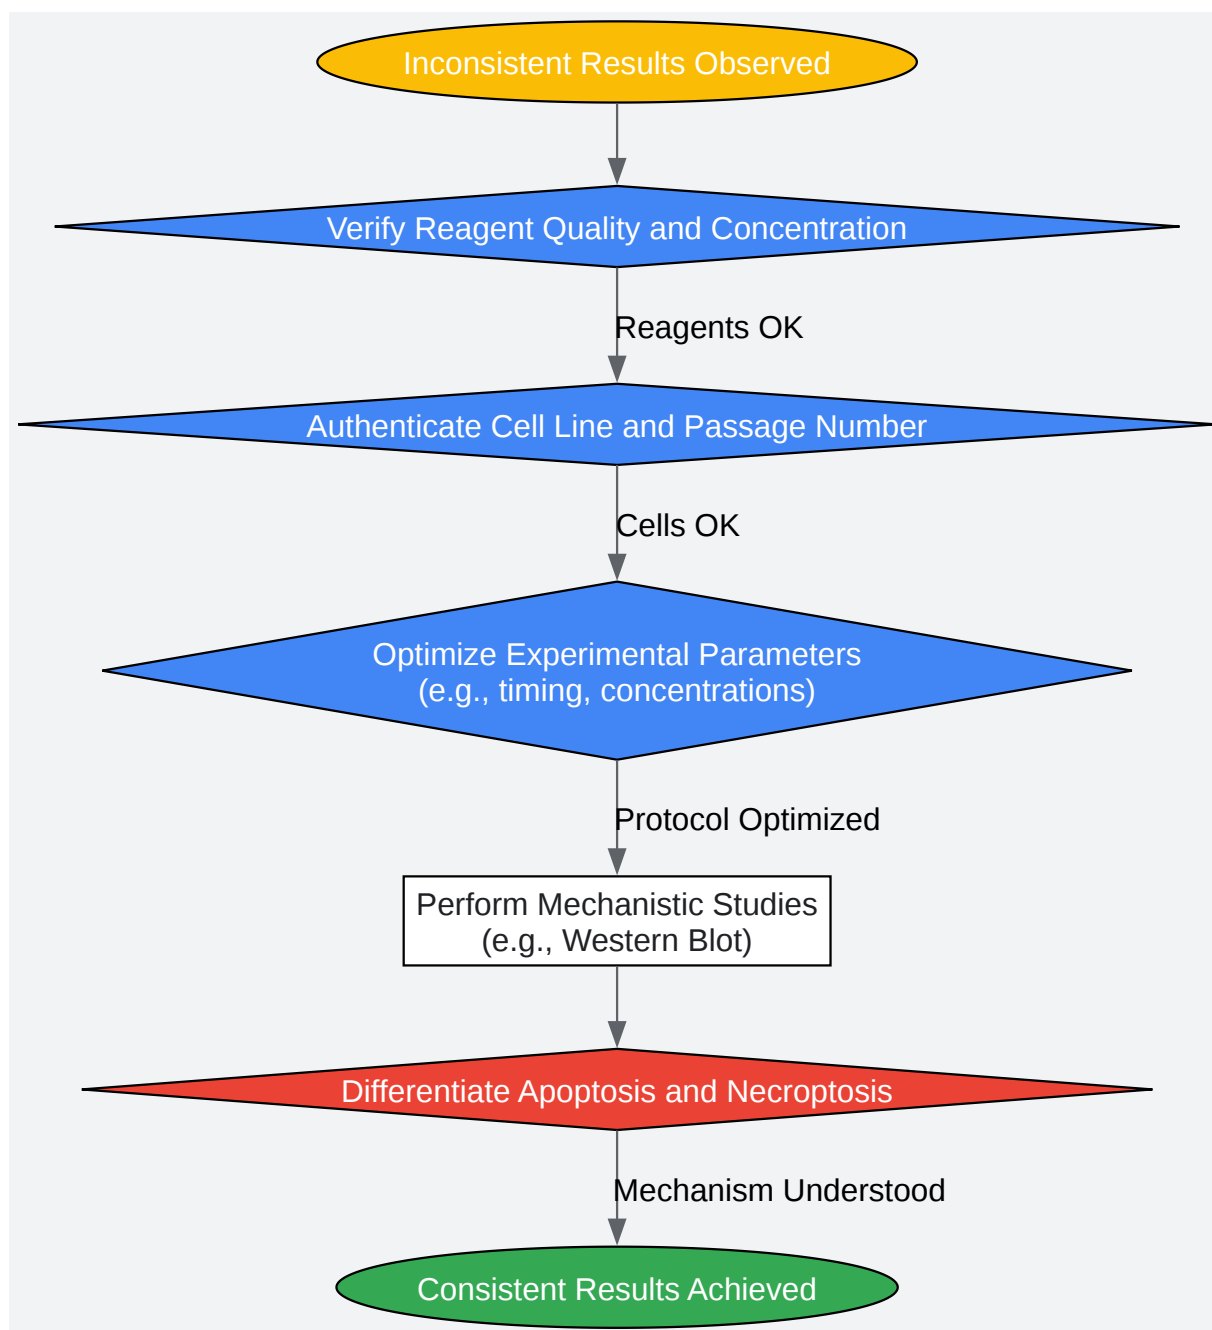 Inconsistent Results Observed
Verify Reagent Quality and Concentration
Reagents OK
Authenticate Cell Line and Passage Number
Cells OK
Optimize Experimental Parameters
(e.g., timing, concentrations)
Protocol Optimized
Perform Mechanistic Studies
(e.g., Western Blot)
Differentiate Apoptosis and Necroptosis
Mechanism Understood
Consistent Results Achieved